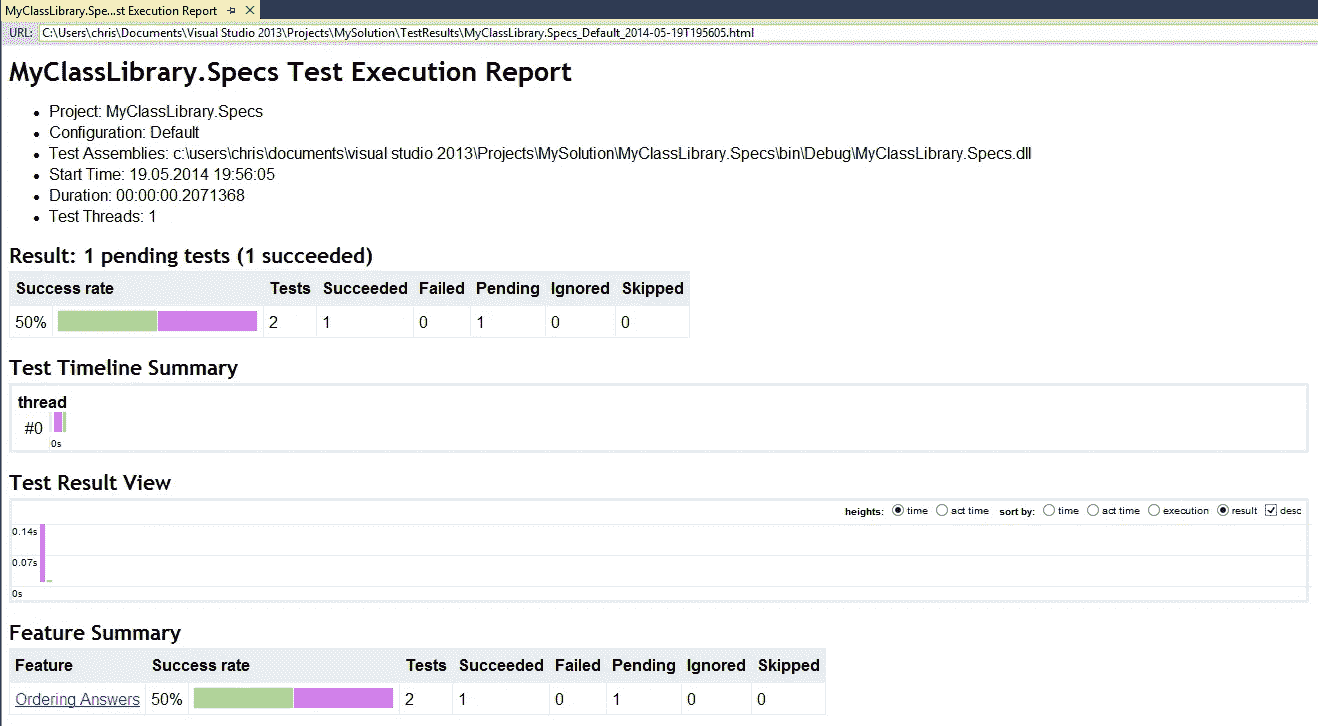 MyClassLibrary.Spe...st Execution Report
URL: C:\Users\chris\Documents\Visual Studio 2013\Projects\MySolution\TestResults\MyClassLibrary.Specs_Default_2014-05-19T195605.html
MyClassLibrary.Specs Test Execution Report
• Project: MyClassLibrary.Specs
• Configuration: Default
• Test Assemblies: c:\users\chris\documents\visual studio 2013\Projects\MySolution\MyClassLibrary.Specs\bin\Debug\MyClassLibrary.Specs.dll
• Start Time: 19.05.2014 19:56:05
• Duration: 00:00:00.2071368
• Test Threads: 1
Result: 1 pending tests (1 succeeded)
Success rate Tests Succeeded Failed Pending Ignored Skipped
50% 2 1 0 1 0 0
Test Timeline Summary
thread
#0
0s
Test Result View
heights: time act time sort by: time act time execution result desc
0.14s
0.07s
0s
Feature Summary
Feature Success rate Tests Succeeded Failed Pending Ignored Skipped
Ordering Answers 50% 2 1 0 1 0 0